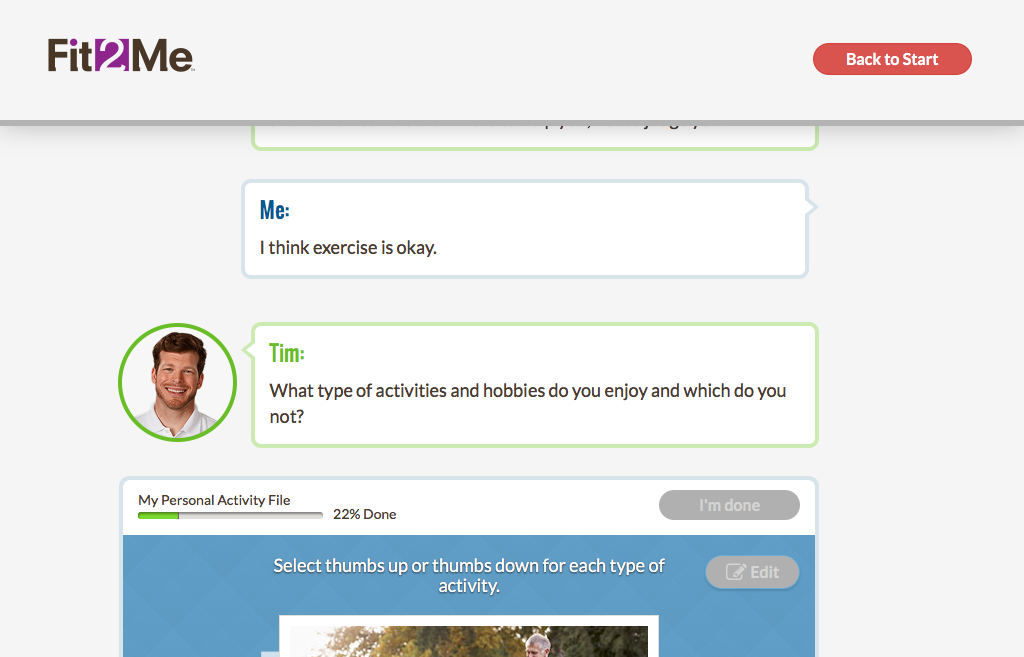 Fit2Me
Back to Start
Me:
I think exercise is okay.
Tim:
What type of activities and hobbies do you enjoy and which do you
not?
My Personal Activity File
22% Done
I'm done
Select thumbs up or thumbs down for each type of
activity.
Edit